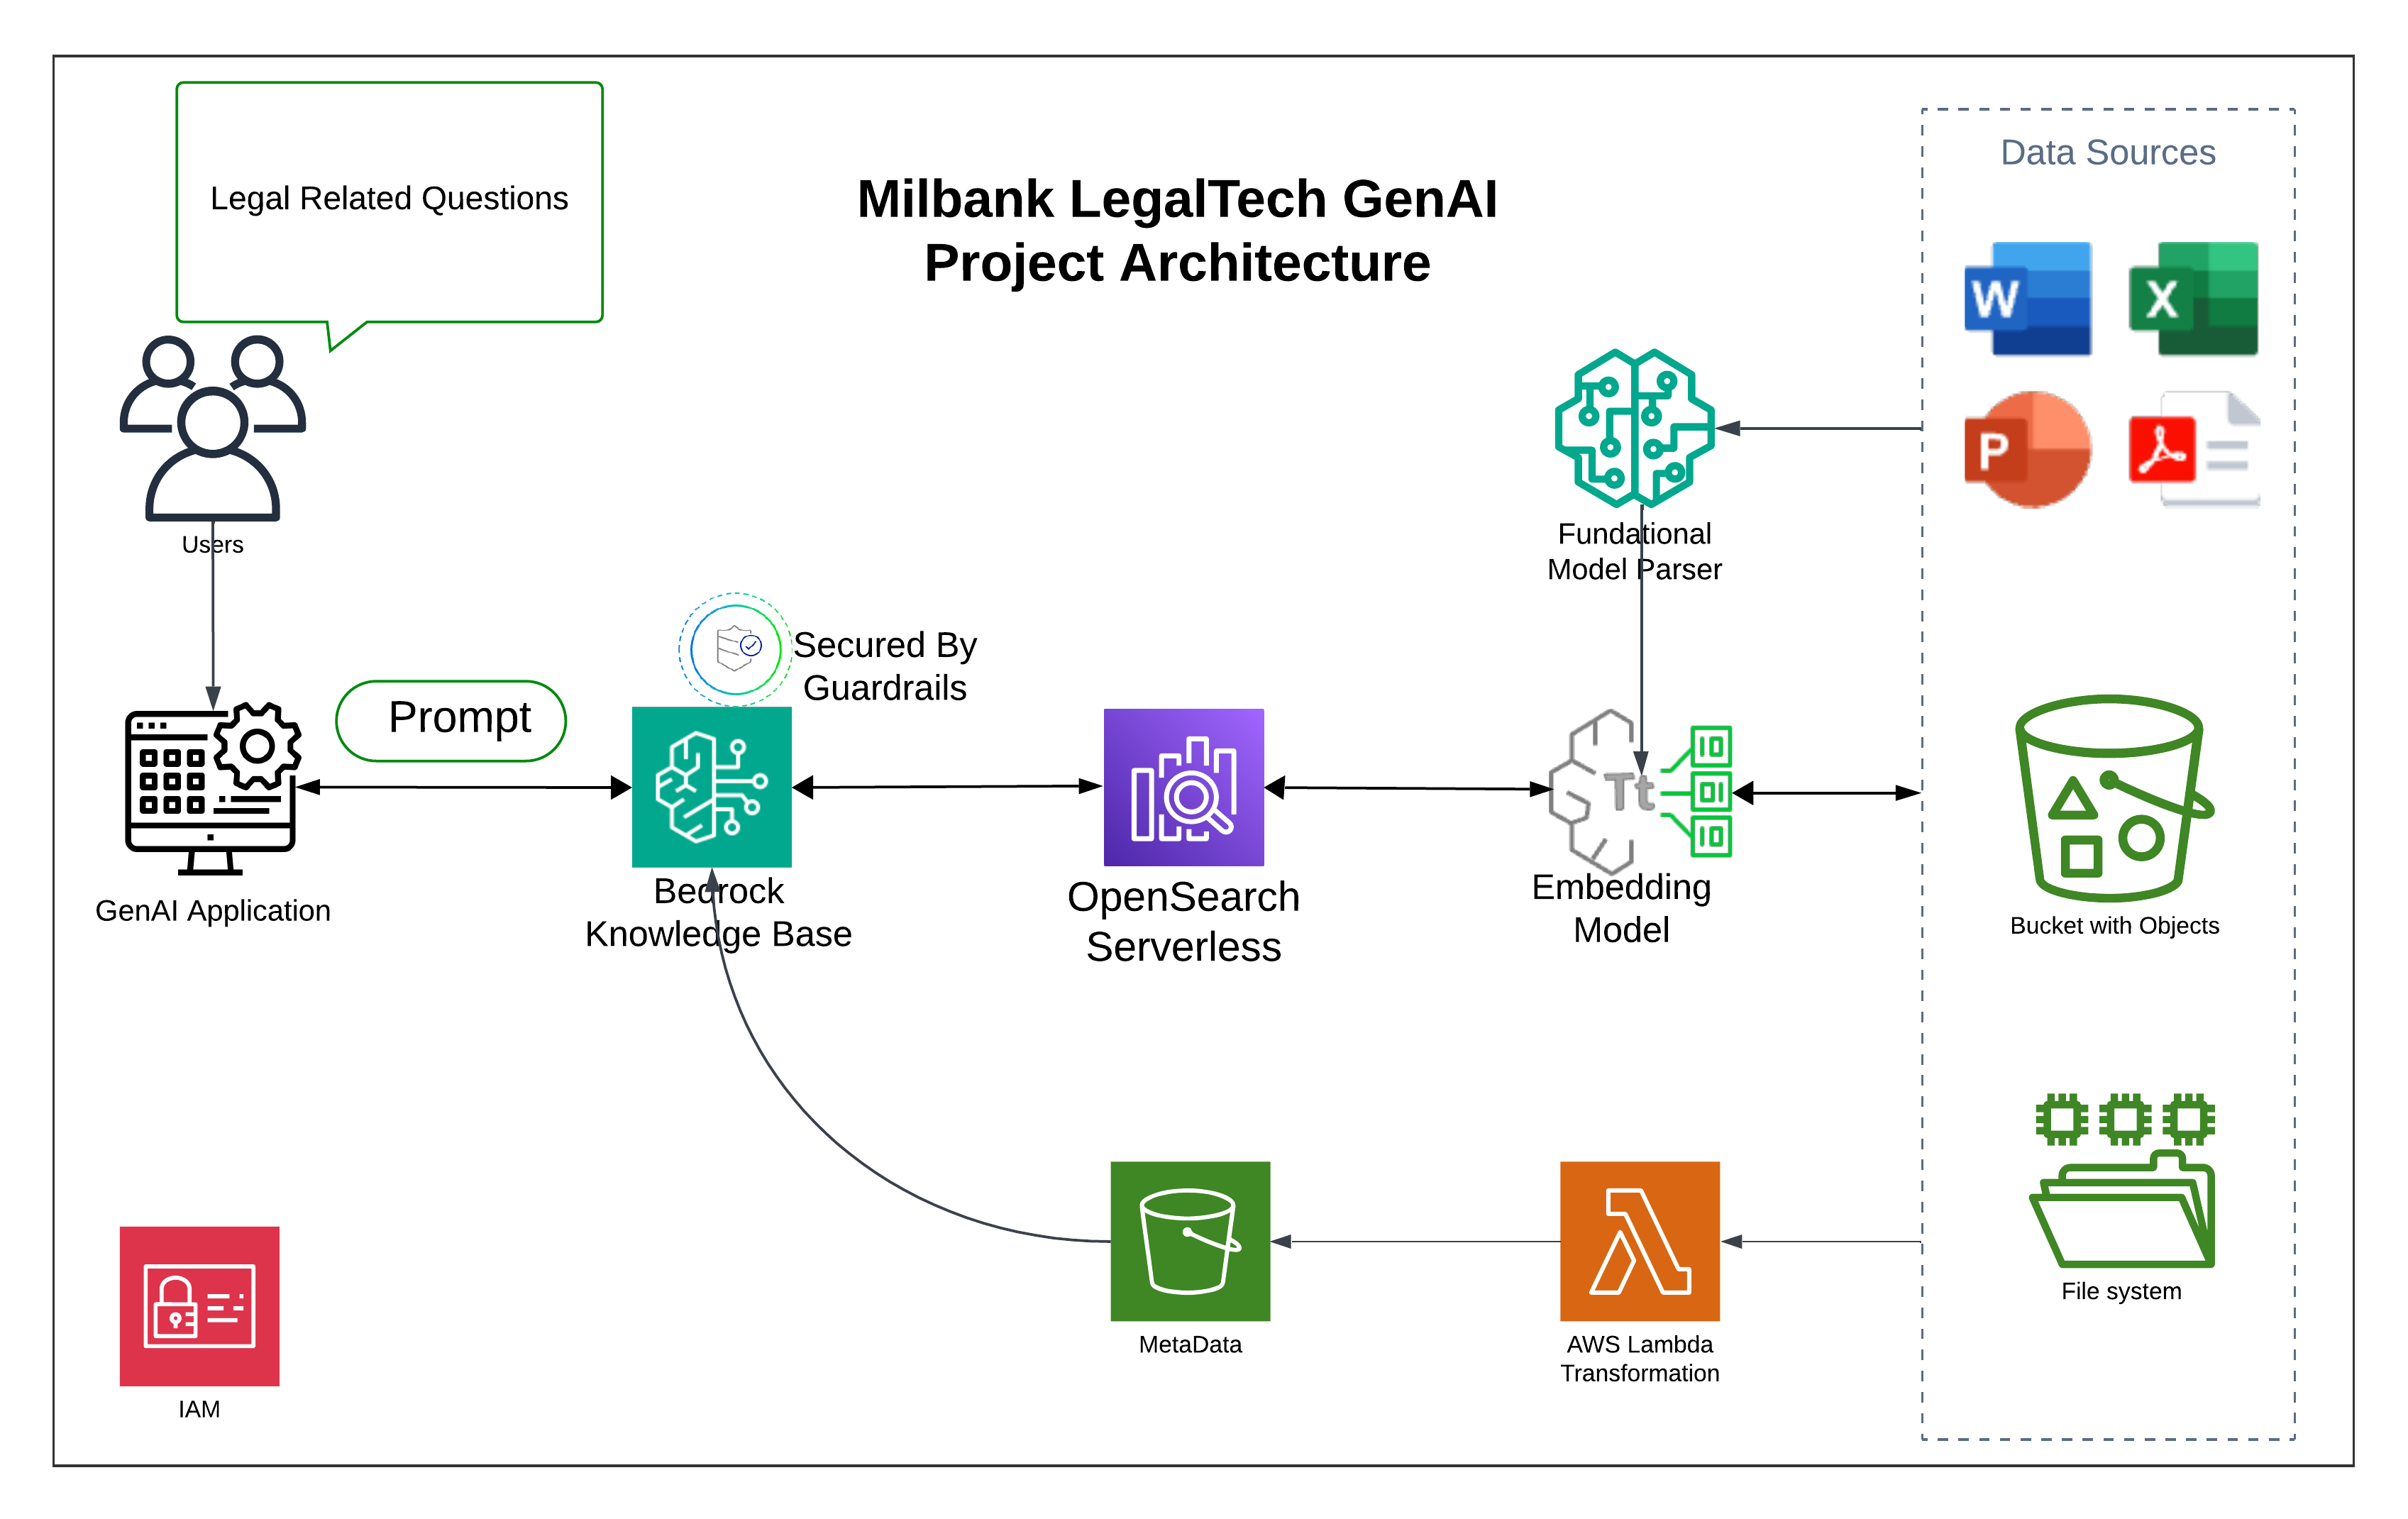 Legal Related Questions
Milbank LegalTech GenAI
Project Architecture
Data Sources
W
X
P
Users
Fundational
Model Parser
Secured By
Guardrails
Prompt
Tt
GenAI Application
Bedrock
Knowledge Base
OpenSearch
Serverless
Embedding
Model
Bucket with Objects
File system
MetaData
AWS Lambda
Transformation
IAM